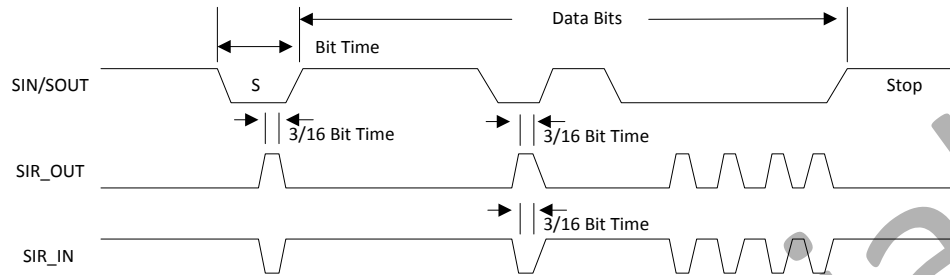 Data Bits
Bit Time
SIN/SOUT
S
Stop
3/16 Bit Time
3/16 Bit Time
SIR_OUT
3/16 Bit Time
SIR_IN